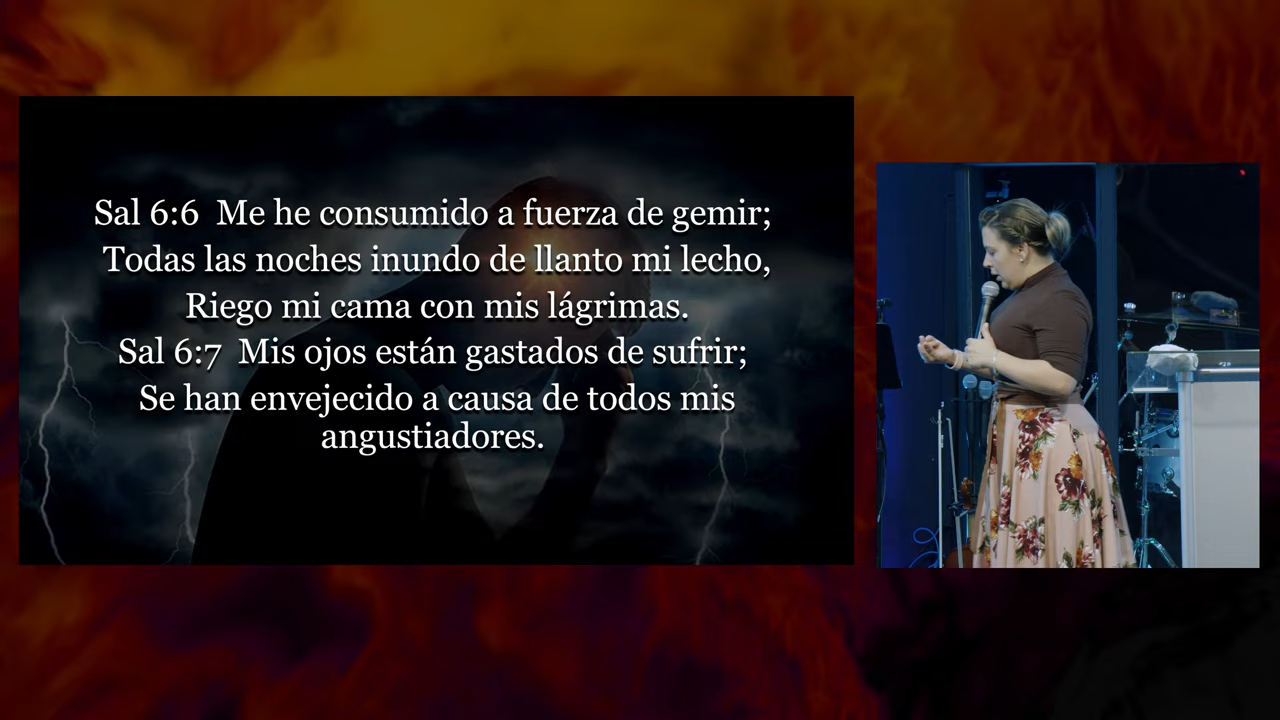 Sal 6:6  Me he consumido a fuerza de gemir;
Todas las noches inundo de llanto mi lecho,
Riego mi cama con mis lágrimas.
Sal 6:7  Mis ojos están gastados de sufrir;
Se han envejecido a causa de todos mis
angustiadores.